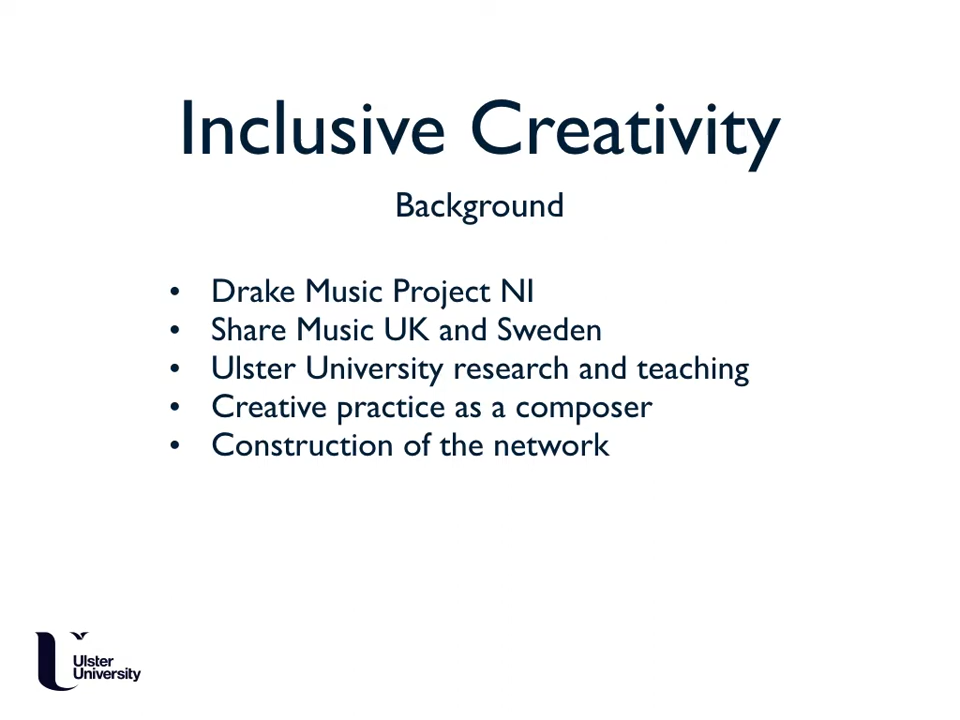 Inclusive Creativity
Background
• Drake Music Project NI
• Share Music UK and Sweden
• Ulster University research and teaching
• Creative practice as a composer
• Construction of the network
Ulster
University